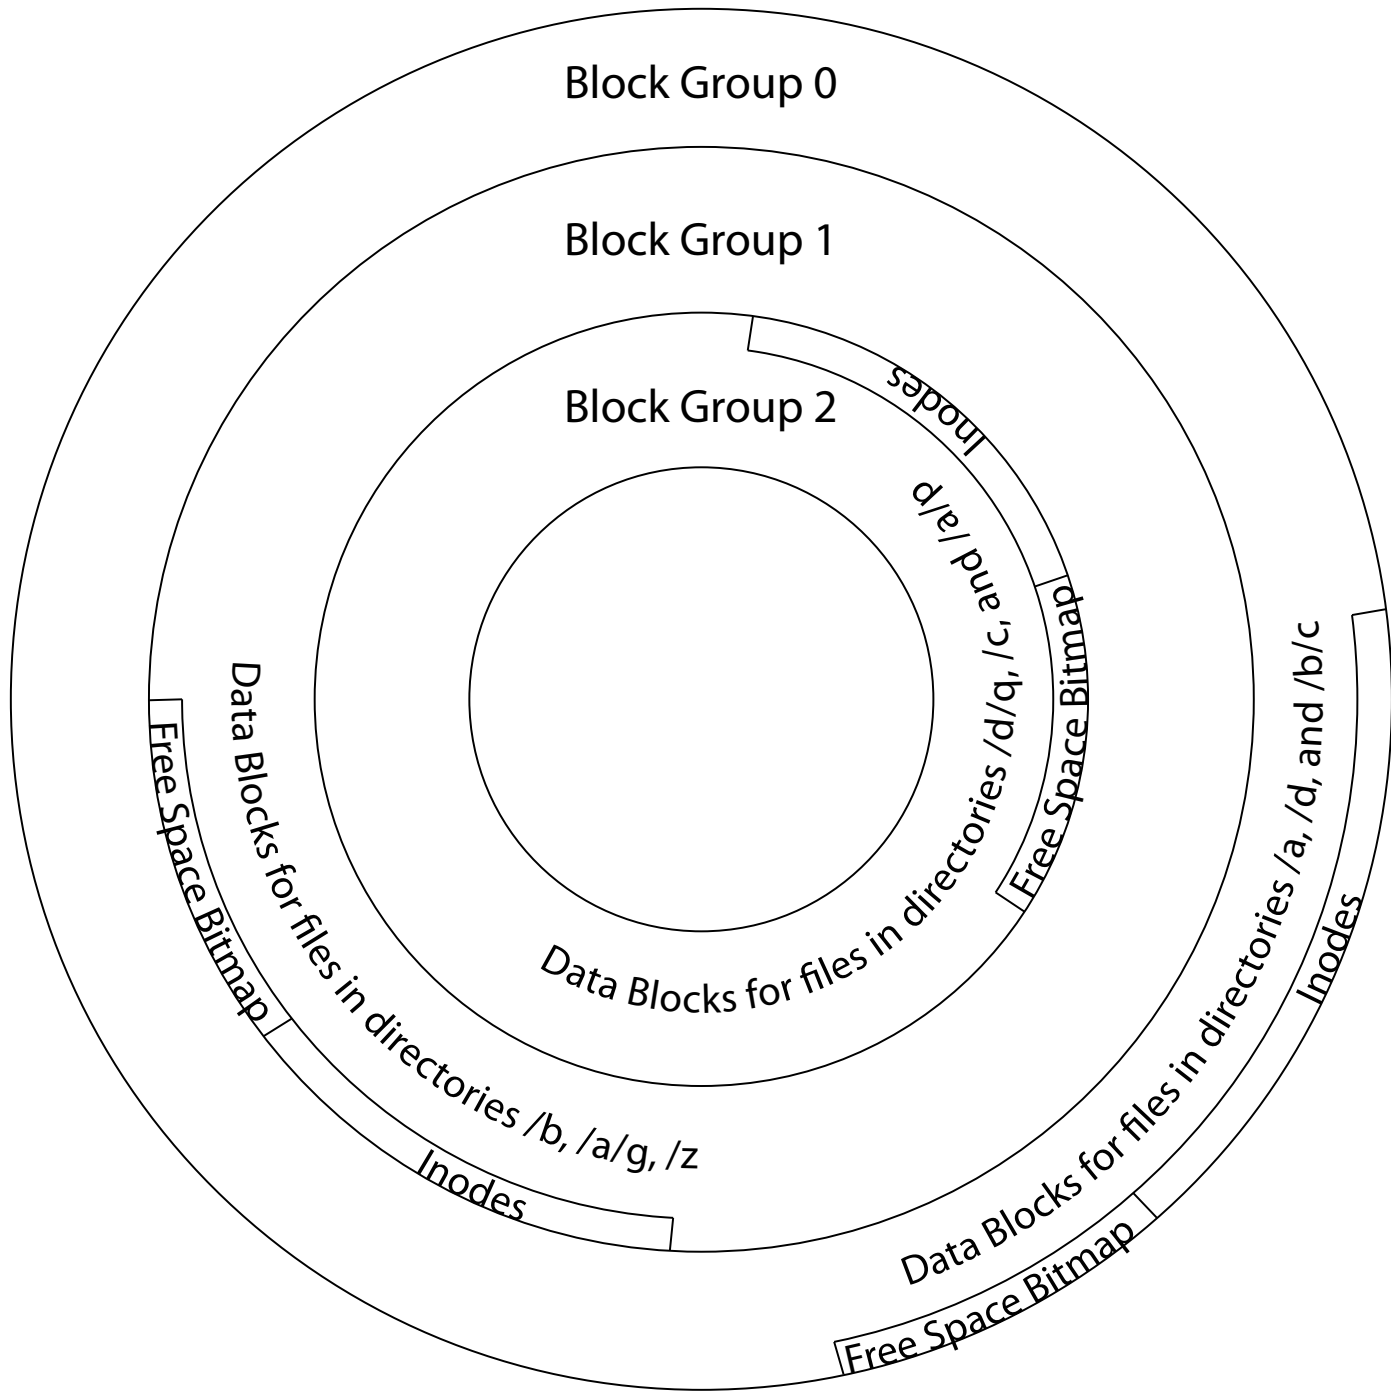 Block Group 0
Block Group 1
Block Group 2
Inodes
Free Space Bitmap
Data Blocks for files in directories /d/q, /c, and /a/p
Data Blocks for files in directories /b, /a/g, /z
Free Space Bitmap
Inodes
Data Blocks for files in directories /a, /d, and /b/c
Inodes
Free Space Bitmap